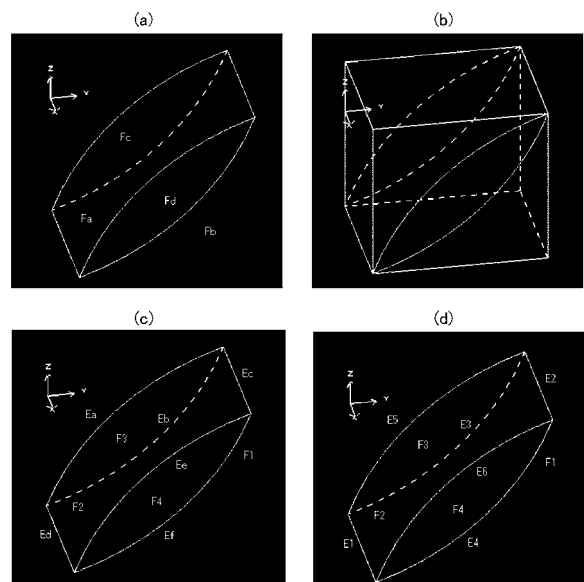 (a)
Z
Y
X
Fc
Fa
Fd
Fb
(b)
Z
Y
X
(c)
Z
Y
X
Ec
Ea
Eb
F3
Ee
F1
F2
F4
Ed
Ef
(d)
Z
Y
X
E2
E5
E3
F3
E6
F1
F2
F4
E1
E4